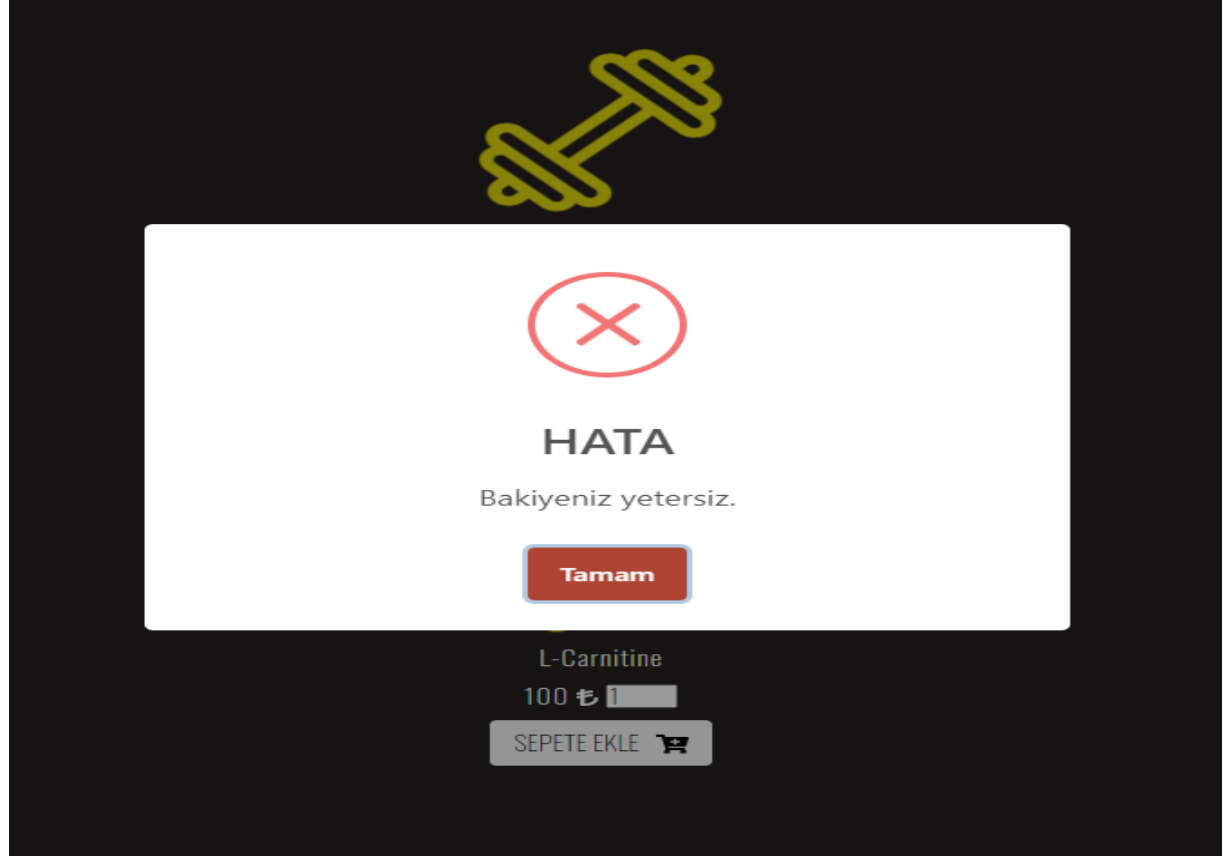 HATA
Bakiyeniz yetersiz.
Tamam
L-Carnitine
100 ₺ 1
SEPETE EKLE